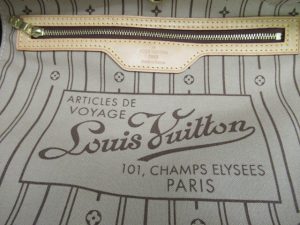 ARTICLES DE
VOYAGE
Louis Vuitton
101, CHAMPS ELYSEES
PARIS